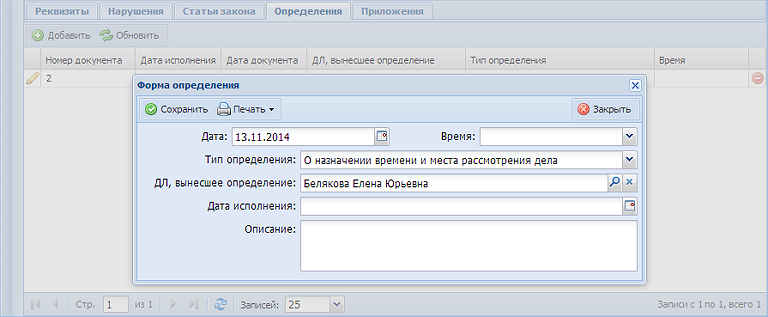 Реквизиты Нарушения Статьи закона Определения Приложения
Добавить Обновить
Номер документа Дата исполнения Дата документа ДЛ, вынесшее определение Тип определения Время
2
Форма определения
Сохранить Печать Закрыть
Дата: 13.11.2014 Время:
Тип определения: О назначении времени и места рассмотрения дела
ДЛ, вынесшее определение: Белякова Елена Юрьевна
Дата исполнения:
Описание:
Стр. 1 из 1 Записей: 25 Записи с 1 по 1, всего 1